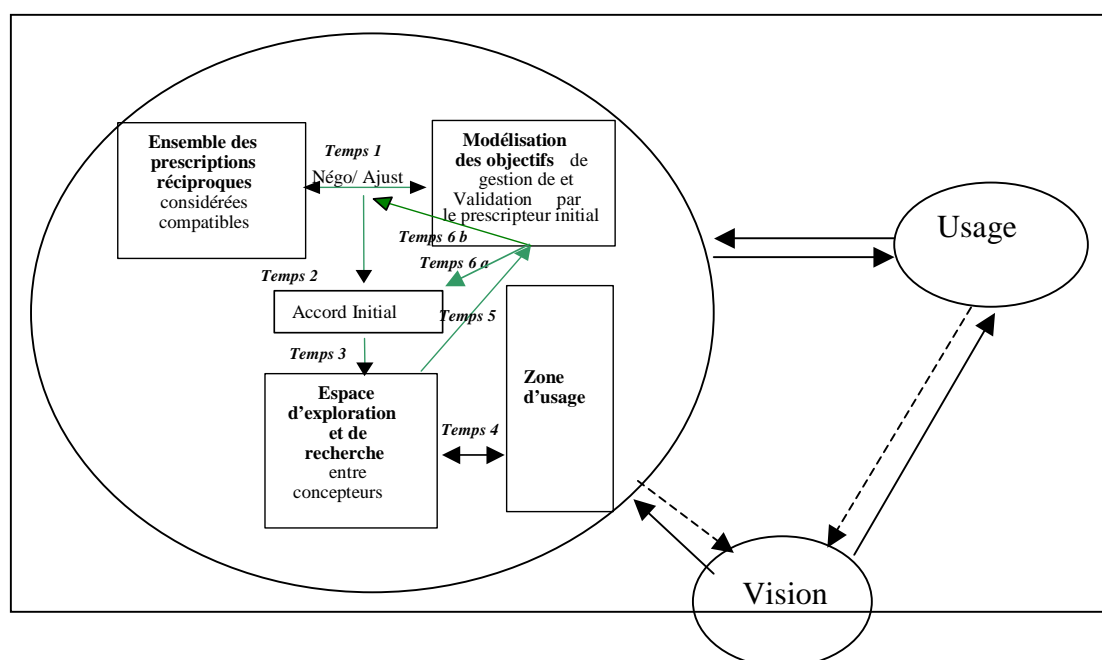 Ensemble des
prescriptions
réciproques
considérées
compatibles
Temps 1
Négo/ Ajust
Modélisation
des objectifs de
gestion de et
Validation par
le prescripteur initial
Temps 6 b
Temps 6 a
Temps 2
Accord Initial
Temps 5
Temps 3
Espace
d'exploration
et de
recherche
entre
concepteurs
Temps 4
Zone
d'usage
Usage
Vision